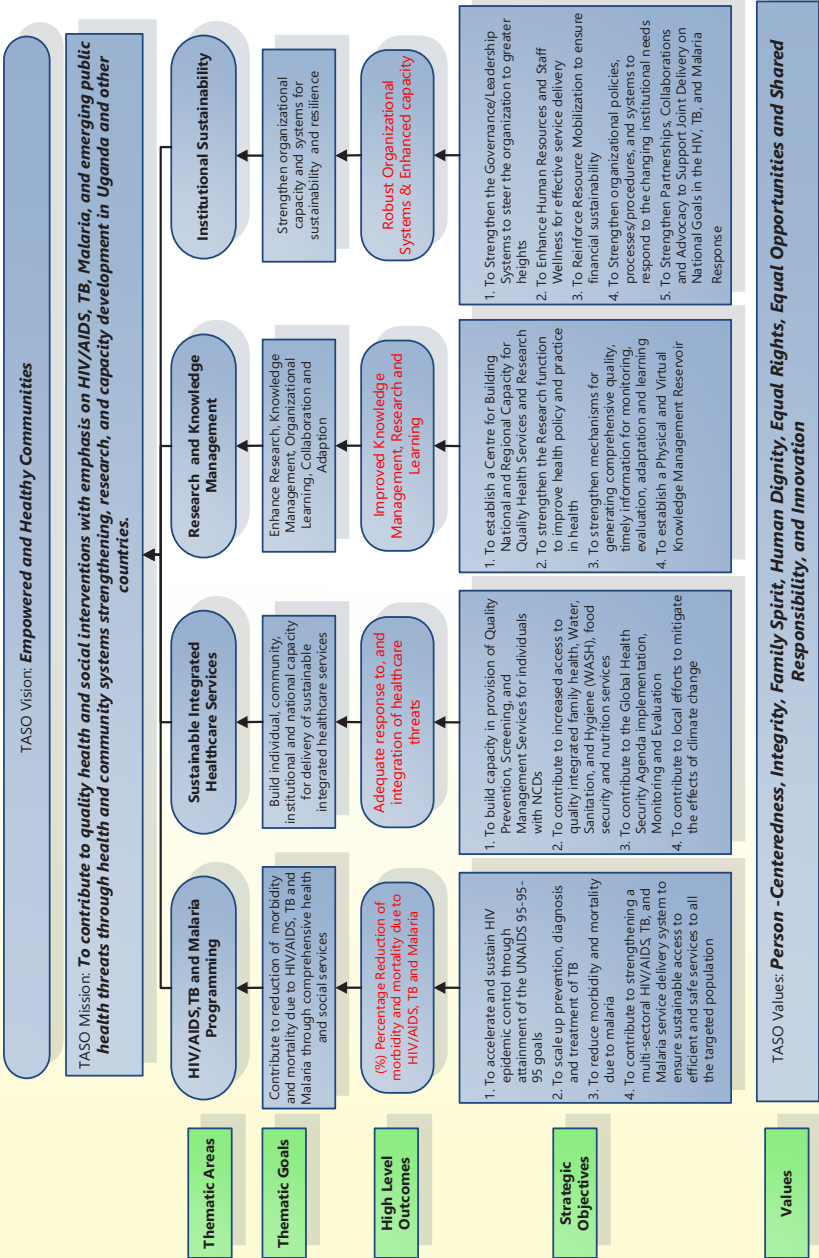 TASO Vision: Empowered and Healthy Communities
TASO Mission: To contribute to quality health and social interventions with emphasis on HIV/AIDS, TB, Malaria, and emerging public
health threats through health and community systems strengthening, research, and capacity development in Uganda and other
countries.
Thematic Areas
HIV/AIDS,TB and Malaria
Programming
Sustainable Integrated
Healthcare Services
Research and Knowledge
Management
Institutional Sustainability
Thematic Goals
Contribute to reduction of morbidity
and mortality due to HIV/AIDS, TB and
Malaria through comprehensive health
and social services
Build individual, community,
institutional and national capacity
for delivery of sustainable
integrated healthcare services
Enhance Research, Knowledge
Management, Organizational
Learning, Collaboration and
Adaption
Strengthen organizational
capacity and systems for
sustainability and resilience
High Level
Outcomes
(%) Percentage Reduction of
morbidity and mortality due to
HIV/AIDS, TB and Malaria
Adequate response to, and
integration of healthcare
threats
Improved Knowledge
Management, Research and
Learning
Robust Organizational
Systems & Enhanced capacity
Strategic
Objectives
1. To accelerate and sustain HIV
epidemic control through
attainment of the UNAIDS 95-95-
95 goals
2. To scale up prevention, diagnosis
and treatment of TB
3. To reduce morbidity and mortality
due to malaria
4. To contribute to strengthening a
multi-sectoral HIV/AIDS, TB, and
Malaria service delivery system to
ensure sustainable access to
efficient and safe services to all
the targeted population
1. To build capacity in provision of Quality
Prevention, Screening, and
Management Services for individuals
with NCDs
2. To contribute to increased access to
quality integrated family health, Water,
Sanitation, and Hygiene (WASH), food
security and nutrition services
3. To contribute to the Global Health
Security Agenda implementation,
Monitoring and Evaluation
4. To contribute to local efforts to mitigate
the effects of climate change
1. To establish a Centre for Building
National and Regional Capacity for
Quality Health Services and Research
2. To strengthen the Research function
to improve health policy and practice
in health
3. To strengthen mechanisms for
generating comprehensive quality,
timely information for monitoring,
evaluation, adaptation and learning
4. To establish a Physical and Virtual
Knowledge Management Reservoir
1. To Strengthen the Governance/Leadership
Systems to steer the organization to greater
heights
2. To Enhance Human Resources and Staff
Wellness for effective service delivery
3. To Reinforce Resource Mobilization to ensure
financial sustainability
4. To Strengthen organizational policies,
processes/procedures, and systems to
respond to the changing institutional needs
5. To Strengthen Partnerships, Collaborations
and Advocacy to Support Joint Delivery on
National Goals in the HIV, TB, and Malaria
Response
Values
TASO Values: Person -Centeredness, Integrity, Family Spirit, Human Dignity, Equal Rights, Equal Opportunities and Shared
Responsibility, and Innovation